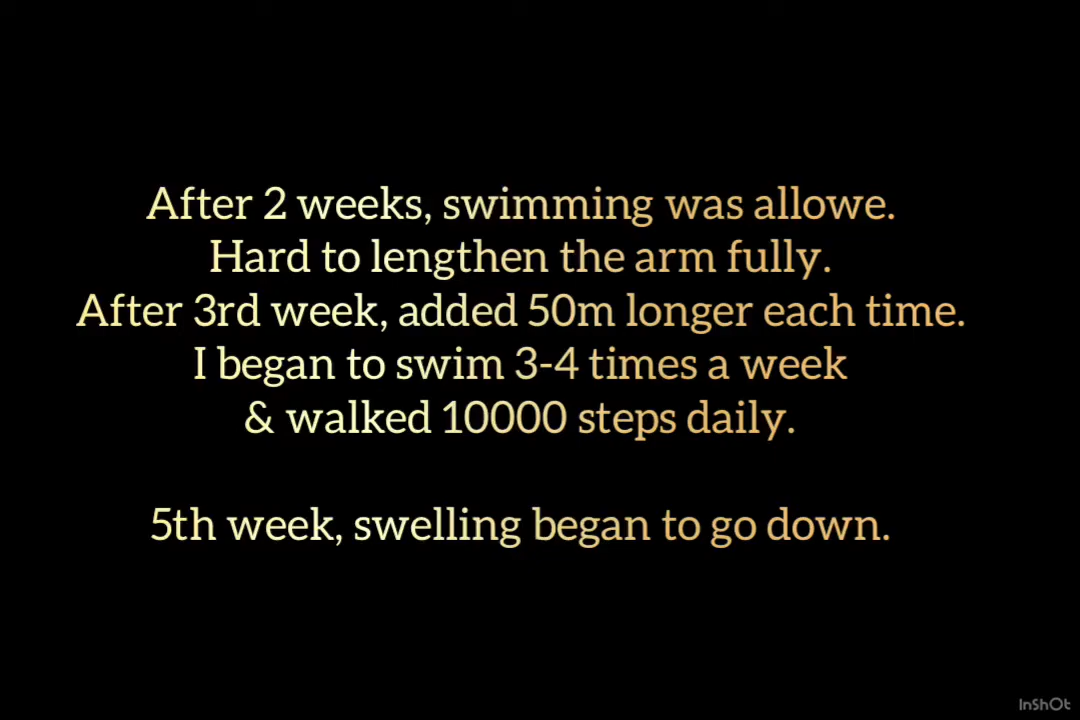 After 2 weeks, swimming was allowe.
Hard to lengthen the arm fully.
After 3rd week, added 50m longer each time.
I began to swim 3-4 times a week
& walked 10000 steps daily.
5th week, swelling began to go down.
InShOt